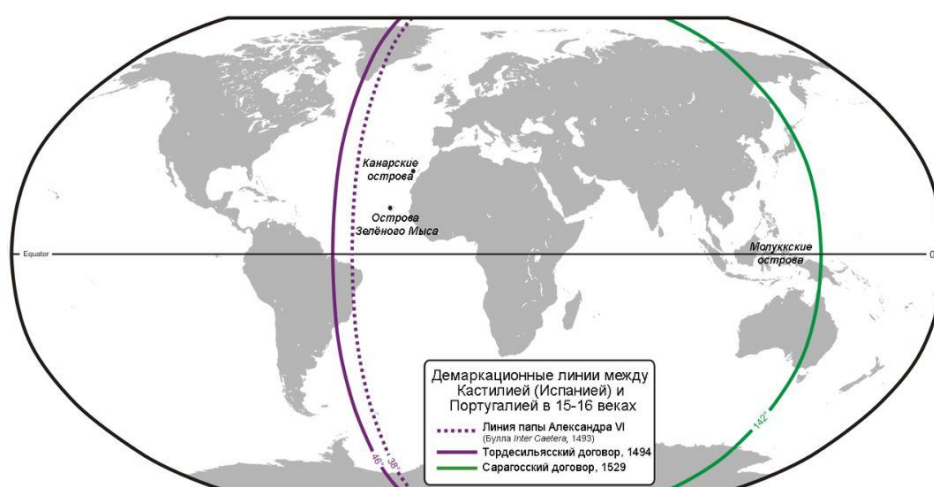 Канарские
острова
Острова
Зелёного Мыса
Equator
0
Молуккские
острова
Демаркационные линии между
Кастилией (Испанией) и
Португалией в 15-16 веках
Линия папы Александра VI
(Булла Inter Caetera, 1493)
Тордесильясский договор, 1494
Сарагосский договор, 1529
46°
38°
142°